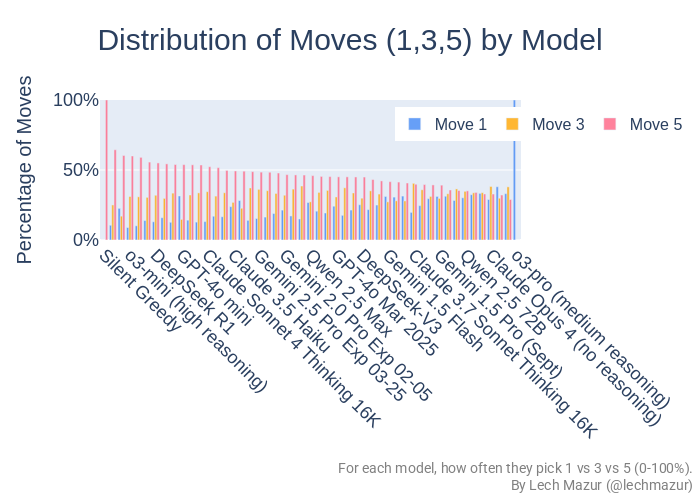 Distribution of Moves (1,3,5) by Model
Percentage of Moves
100%
50%
0%
Move 1
Move 3
Move 5
Silent Greedy
o3-mini (high reasoning)
DeepSeek R1
GPT-4o mini
Claude Sonnet 4 Thinking 16K
Claude 3.5 Haiku
Gemini 2.5 Pro Exp 03-25
Gemini 2.0 Pro Exp 02-05
Qwen 2.5 Max
GPT-4o Mar 2025
DeepSeek-V3
Gemini 1.5 Flash
Claude 3.7 Sonnet Thinking 16K
Gemini 1.5 Pro (Sept)
Qwen 2.5 72B
Claude Opus 4 (no reasoning)
o3-pro (medium reasoning)
For each model, how often they pick 1 vs 3 vs 5 (0-100%).
By Lech Mazur (@lechmazur)